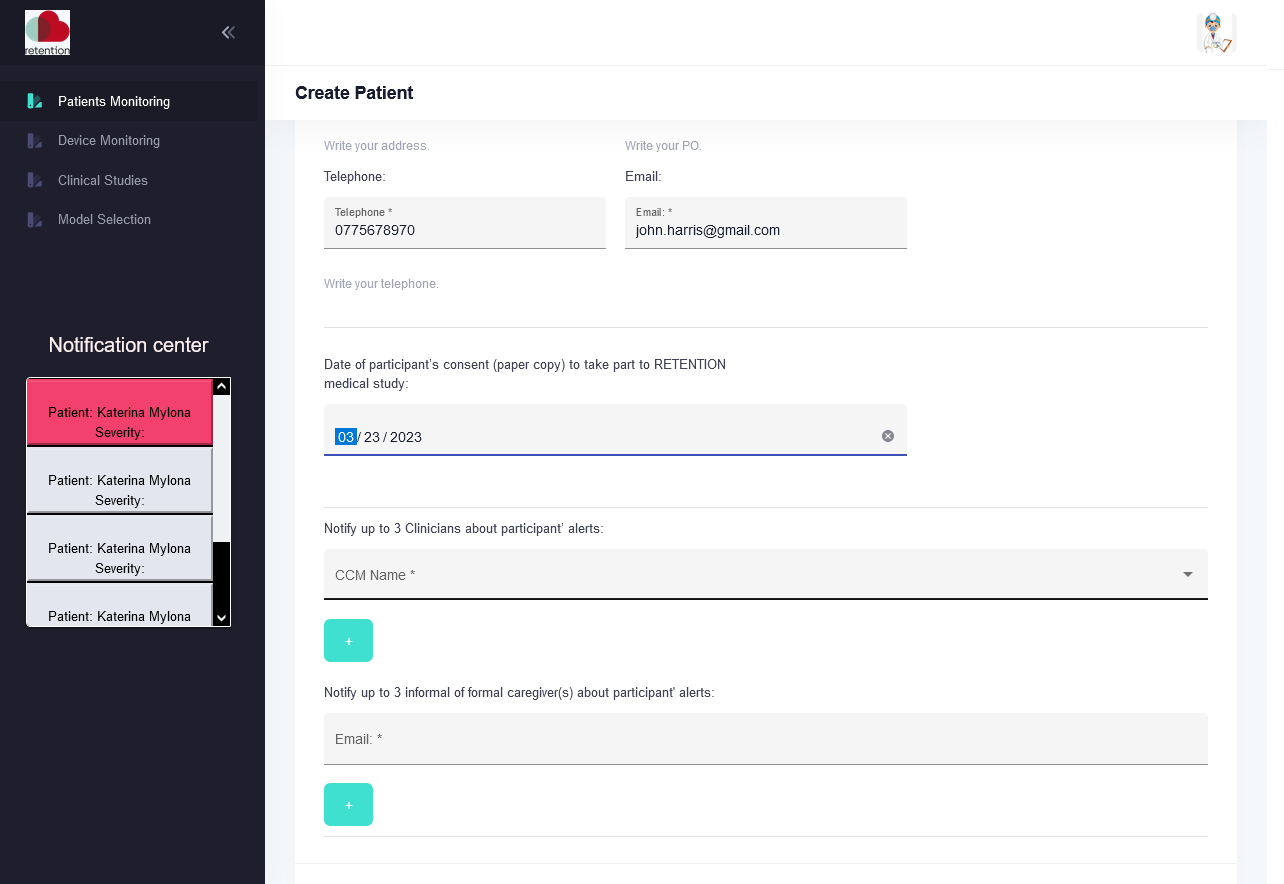 retention
Patients Monitoring
Device Monitoring
Clinical Studies
Model Selection
Notification center
Patient: Katerina Mylona
Severity:
Patient: Katerina Mylona
Severity:
Patient: Katerina Mylona
Severity:
Patient: Katerina Mylona
Create Patient
Write your address.
Write your PO.
Telephone:
Email:
Telephone *
0775678970
Email: *
john.harris@gmail.com
Write your telephone.
Date of participant's consent (paper copy) to take part to RETENTION
medical study:
03/ 23 / 2023
Notify up to 3 Clinicians about participant' alerts:
CCM Name *
+
Notify up to 3 informal of formal caregiver(s) about participant' alerts:
Email: *
+